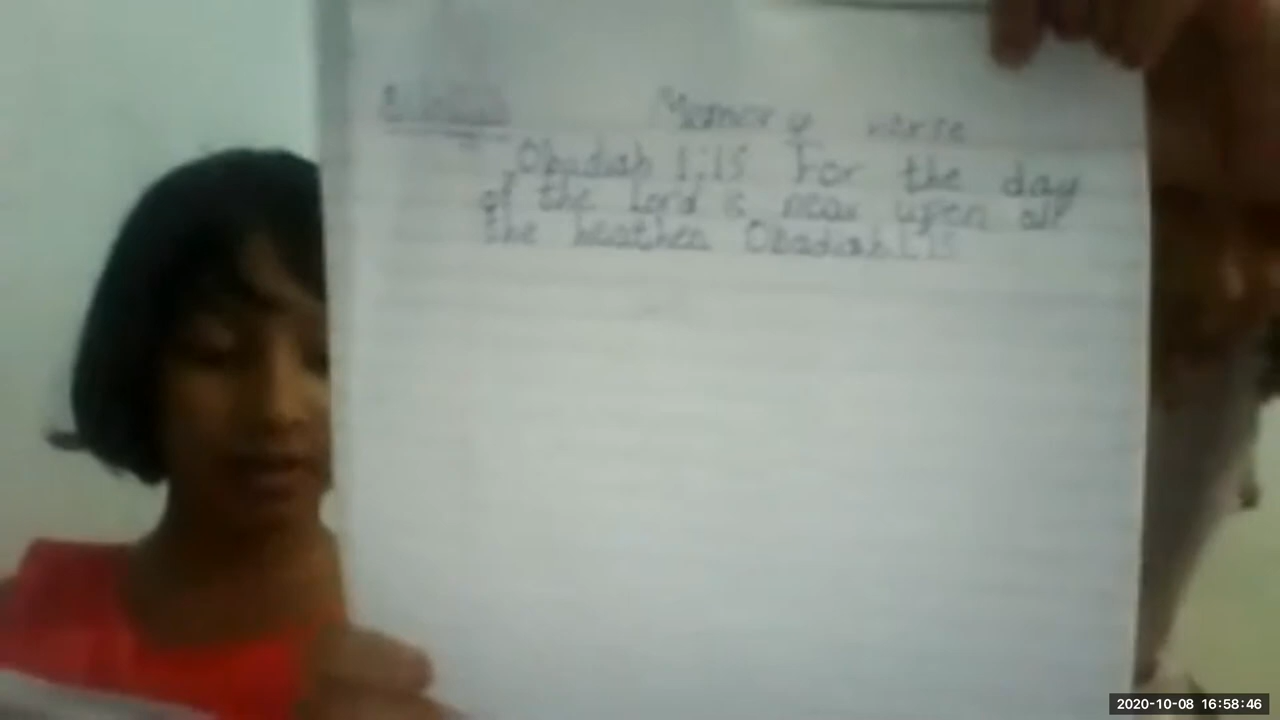 Memory verse
Obadiah 1:15 For the day
of the Lord is near upon all
the heathen Obadiah 1:15
2020-10-08 16:58:46